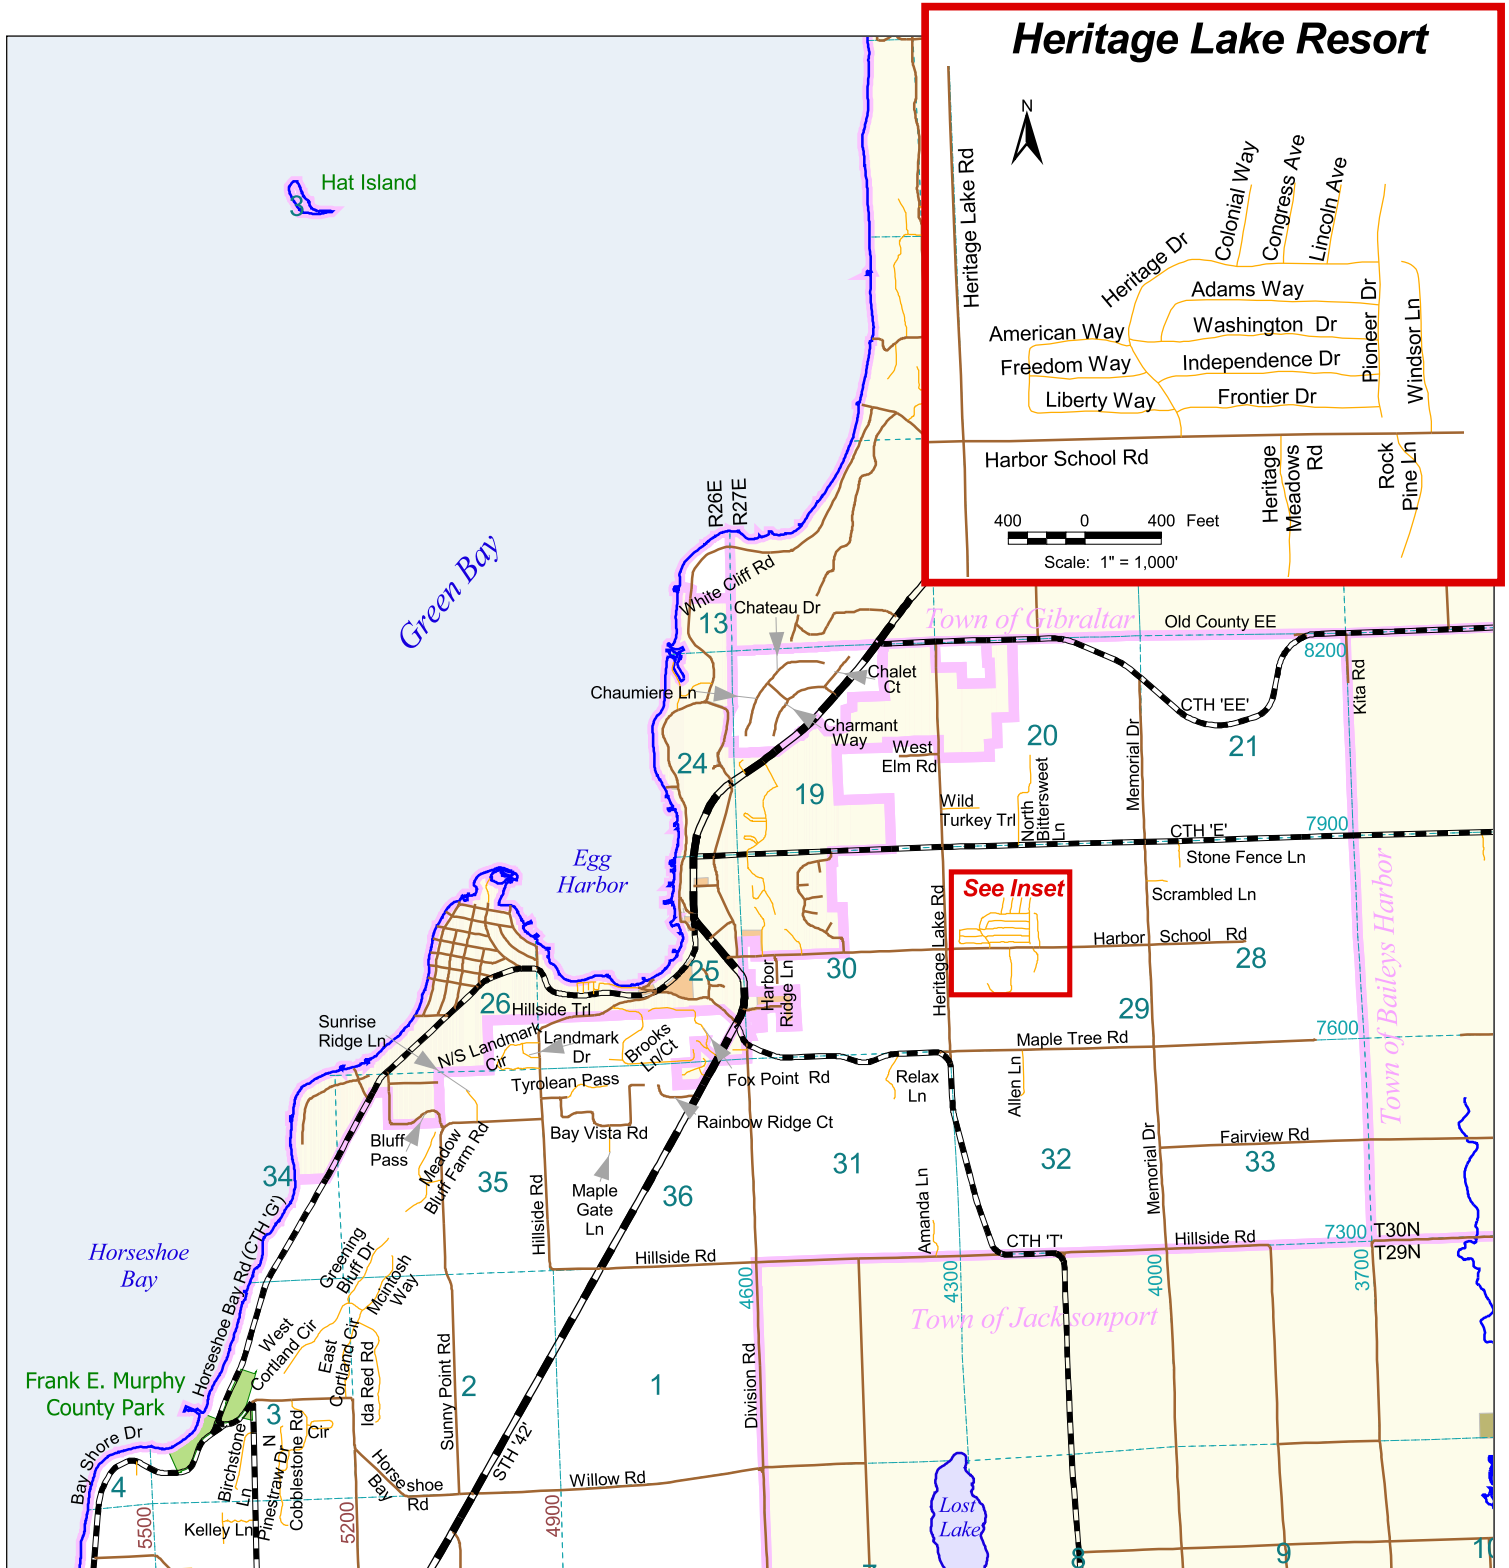 Heritage Lake Resort
N
Heritage Lake Rd
Colonial Way
Congress Ave
Lincoln Ave
Heritage Dr
Adams Way
Washington Dr
American Way
Independence Dr
Freedom Way
Liberty Way
Frontier Dr
Pioneer Dr
Windsor Ln
Harbor School Rd
Heritage
Meadows
Rd
Rock
Pine Ln
400 0 400 Feet
Scale: 1" = 1,000'
Hat Island
3
Green Bay
R26E
R27E
White Cliff Rd
13
Chateau Dr
Chaumiere Ln
Chalet
Ct
Charmant
Way
Town of Gibraltar
Old County EE
8200
Kita Rd
CTH 'EE'
20
21
Memorial Dr
West
Elm Rd
24
19
Wild
Turkey Trl
North
Bittersweet
Ln
CTH 'E'
7900
Stone Fence Ln
Scrambled Ln
See Inset
Heritage Lake Rd
Harbor School Rd
28
Egg
Harbor
25
30
Harbor
Ridge Ln
29
Town of Baileys Harbor
26
Hillside Trl
Sunrise
Ridge Ln
N/S Landmark
Cir
Landmark
Dr
Brooks
Ln/Ct
7600
Maple Tree Rd
Tyrolean Pass
Fox Point Rd
Relax
Ln
Allen Ln
Rainbow Ridge Ct
Bay Vista Rd
Bluff
Pass
Meadow
Bluff Farm Rd
34
35
Maple
Gate
Ln
36
31
32
Fairview Rd
33
Memorial Dr
Amanda Ln
Hillside Rd
Hillside Rd
CTH 'T'
Hillside Rd
7300
T30N
T29N
Horseshoe
Bay
Horseshoe Bay Rd (CTH 'G')
Greening
Bluff Dr
McIntosh
Way
4600
4300
4000
3700
Town of Jacksonport
West
Cortland Cir
East
Cortland Cir
Ida Red Rd
Sunny Point Rd
2
1
Division Rd
Frank E. Murphy
County Park
3
Bay Shore Dr
4
Birchstone
Ln
N
Pinestraw Dr
Cobblestone Rd
Cir
Horseshoe
Bay
Rd
STH '42'
Willow Rd
Kelley Ln
5500
5200
4900
Lost
Lake
8
9